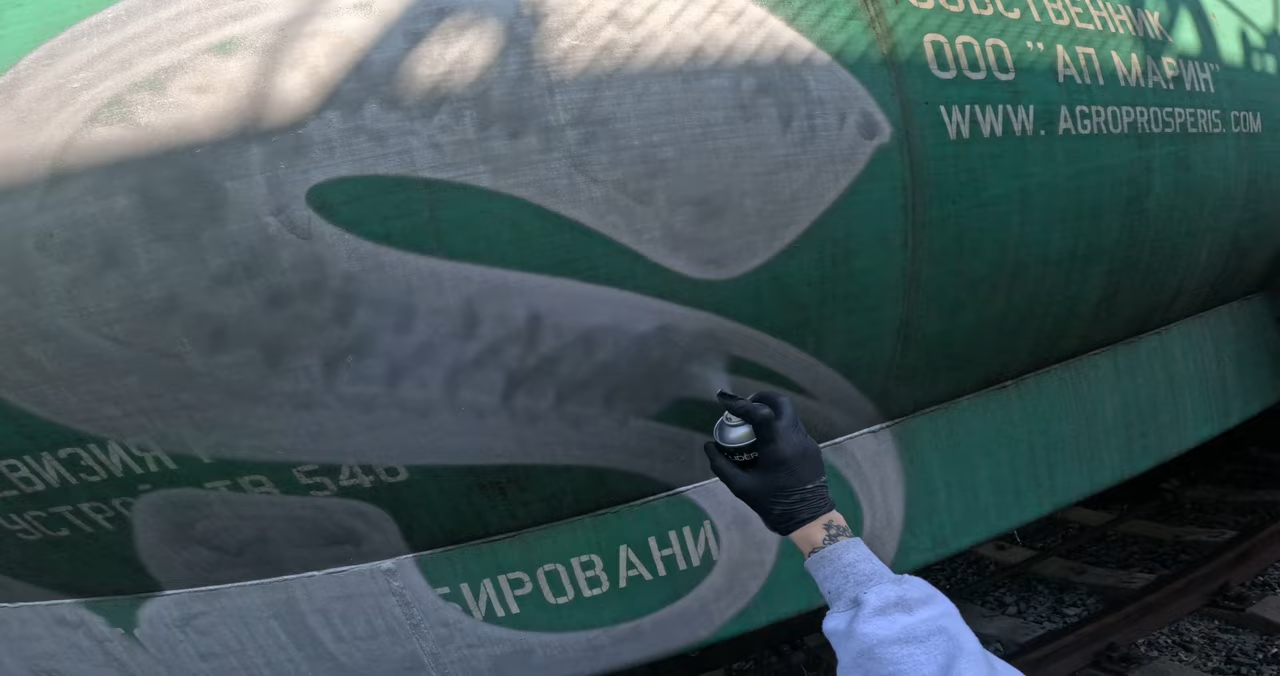 СОБСТВЕННИК
ООО "АП МАРИН"
WWW. AGROPROSPERIS. COM
ЕВИЗИЯ
УСТРО ТВ 546
БИРОВАНИ